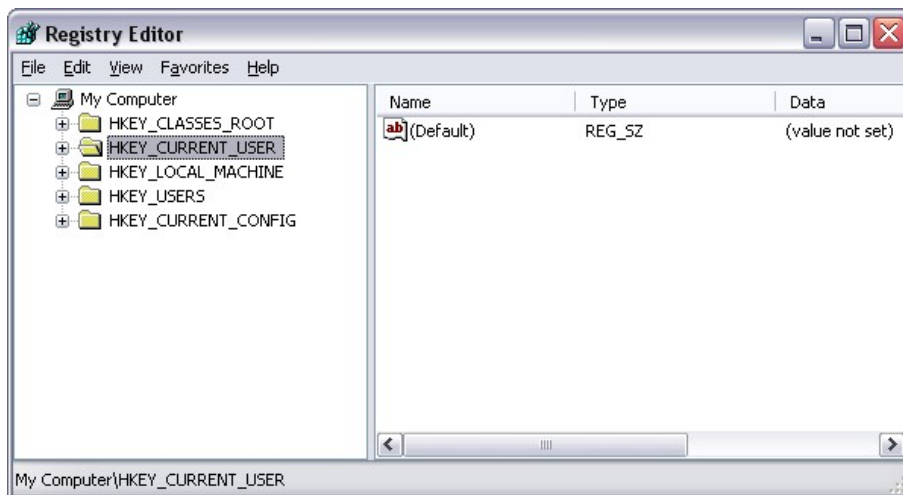 Registry Editor
File Edit View Favorites Help
My Computer
HKEY_CLASSES_ROOT
HKEY_CURRENT_USER
HKEY_LOCAL_MACHINE
HKEY_USERS
HKEY_CURRENT_CONFIG
Name Type Data
ab (Default) REG_SZ (value not set)
My Computer\HKEY_CURRENT_USER